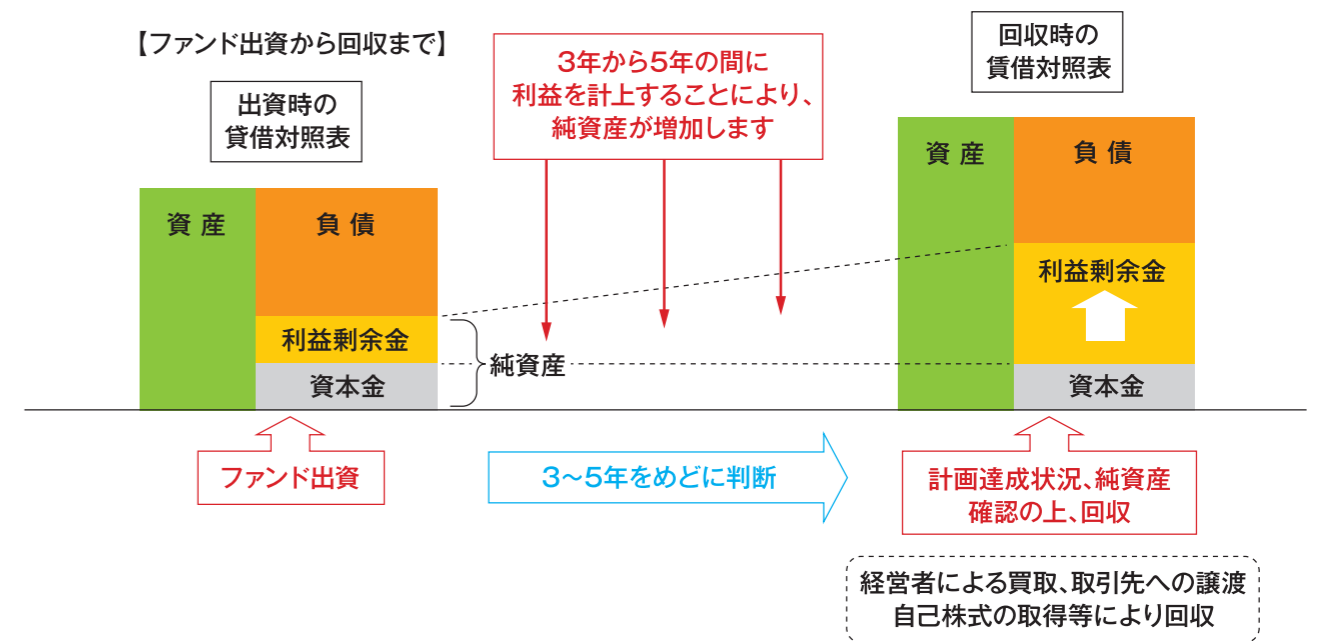 【ファンド出資から回収まで】
出資時の
貸借対照表
3年から5年の間に
利益を計上することにより、
純資産が増加します
回収時の
賃借対照表
資 産
負 債
利益剰余金
資本金
純資産
資 産
負 債
利益剰余金
資本金
ファンド出資
3～5年をめどに判断
計画達成状況、純資産
確認の上、回収
経営者による買取、取引先への譲渡
自己株式の取得等により回収